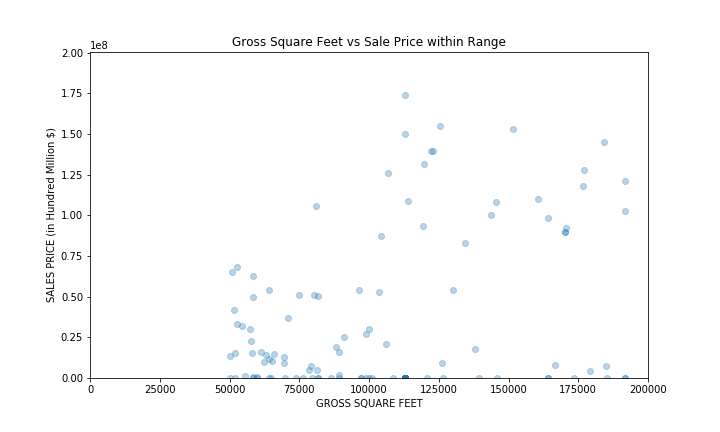 Gross Square Feet vs Sale Price within Range
1e8
2.00
1.75
1.50
1.25
1.00
0.75
0.50
0.25
0.00
SALES PRICE (in Hundred Million $)
0 25000 50000 75000 100000 125000 150000 175000 200000
GROSS SQUARE FEET